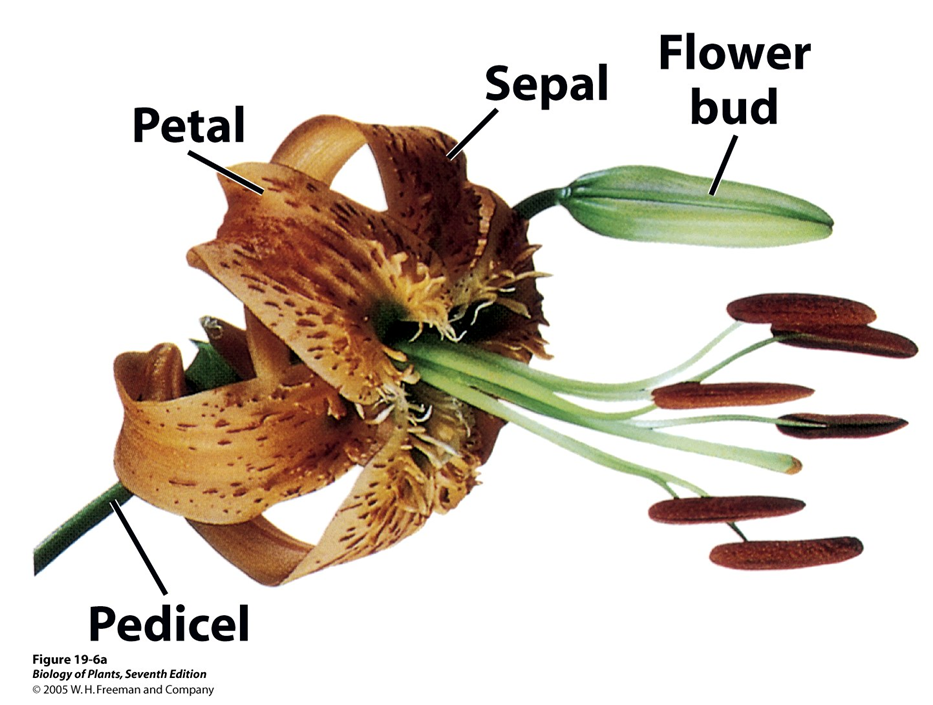 Flower
bud
Sepal
Petal
Pedicel
Figure 19-6a
Biology of Plants, Seventh Edition
© 2005 W. H. Freeman and Company